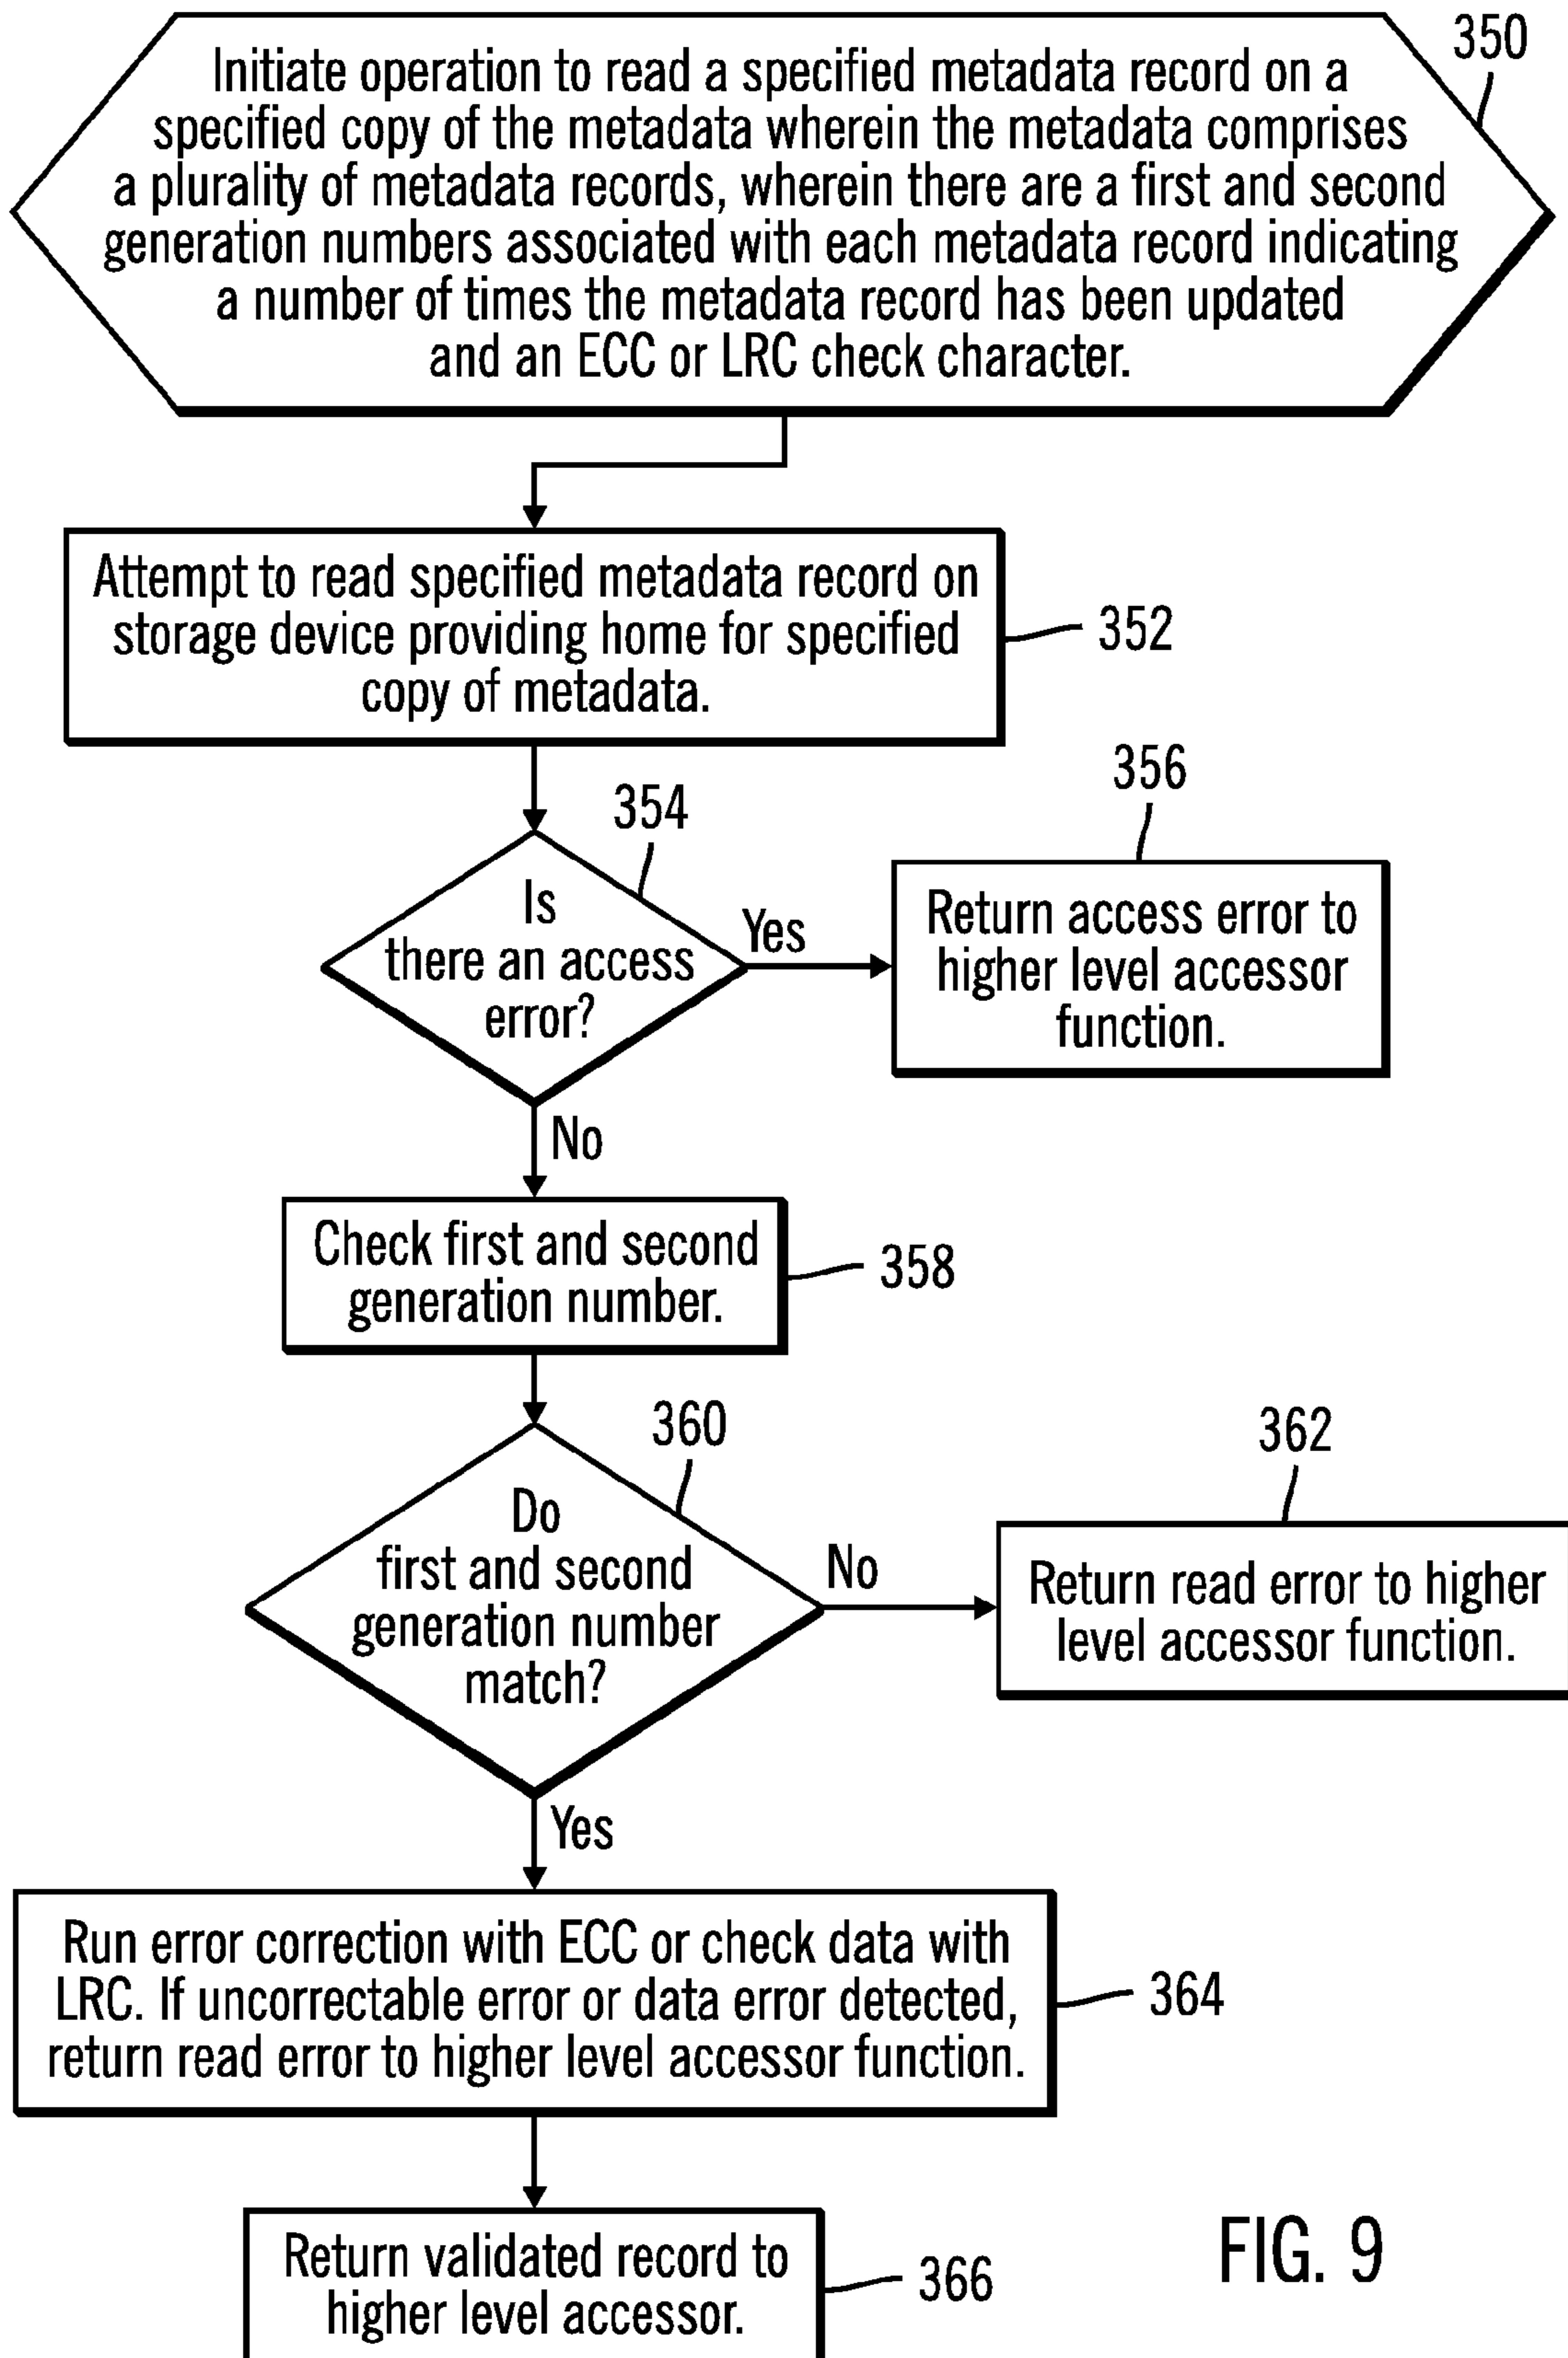 350
Initiate operation to read a specified metadata record on a
specified copy of the metadata wherein the metadata comprises
a plurality of metadata records, wherein there are a first and second
generation numbers associated with each metadata record indicating
a number of times the metadata record has been updated
and an ECC or LRC check character.
Attempt to read specified metadata record on
storage device providing home for specified
copy of metadata.
352
354
Is
there an access
error?
Yes
356
Return access error to
higher level accessor
function.
No
Check first and second
generation number.
358
360
Do
first and second
generation number
match?
No
362
Return read error to higher
level accessor function.
Yes
Run error correction with ECC or check data with
LRC. If uncorrectable error or data error detected,
return read error to higher level accessor function.
364
Return validated record to
higher level accessor.
366
FIG. 9